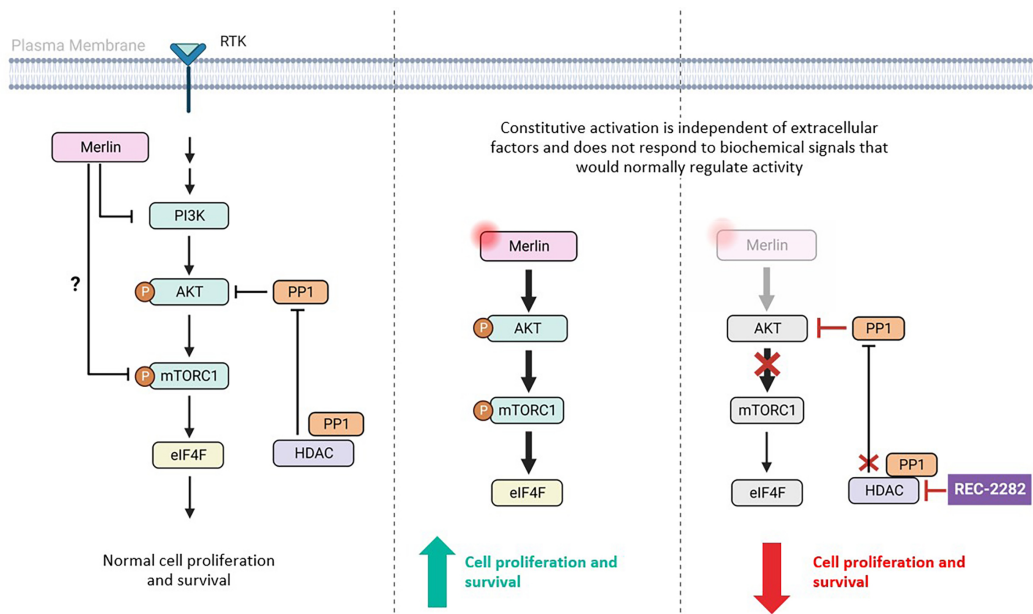 Plasma Membrane
RTK
Merlin
PI3K
?
P
AKT
PP1
P
mTORC1
PP1
eIF4F
HDAC
Normal cell proliferation
and survival
Constitutive activation is independent of extracellular
factors and does not respond to biochemical signals that
would normally regulate activity
Merlin
P
AKT
P
mTORC1
eIF4F
Cell proliferation and
survival
Merlin
AKT
PP1
mTORC1
PP1
eIF4F
HDAC
REC-2282
Cell proliferation and
survival